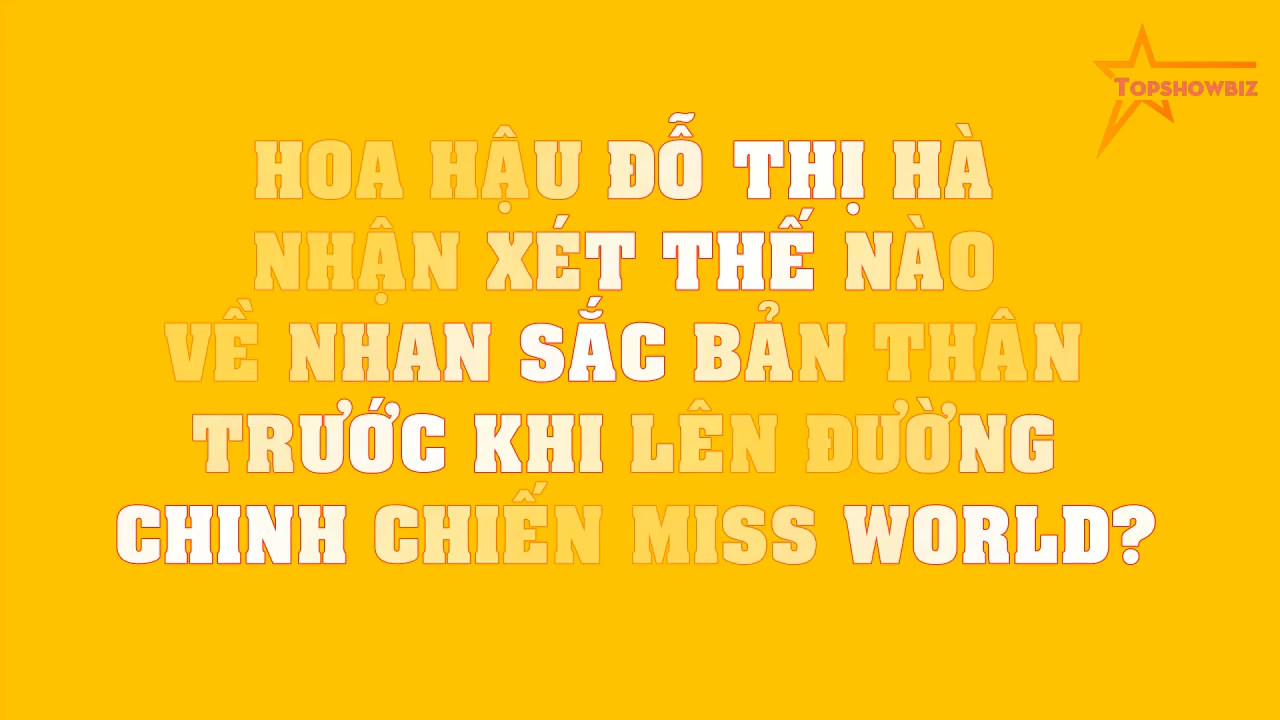 TOPSHOWBIZ
HOA HẬU ĐỖ THỊ HÀ
NHẬN XÉT THẾ NÀO
VỀ NHAN SẮC BẢN THÂN
TRƯỚC KHI LÊN ĐƯỜNG
CHINH CHIẾN MISS WORLD?